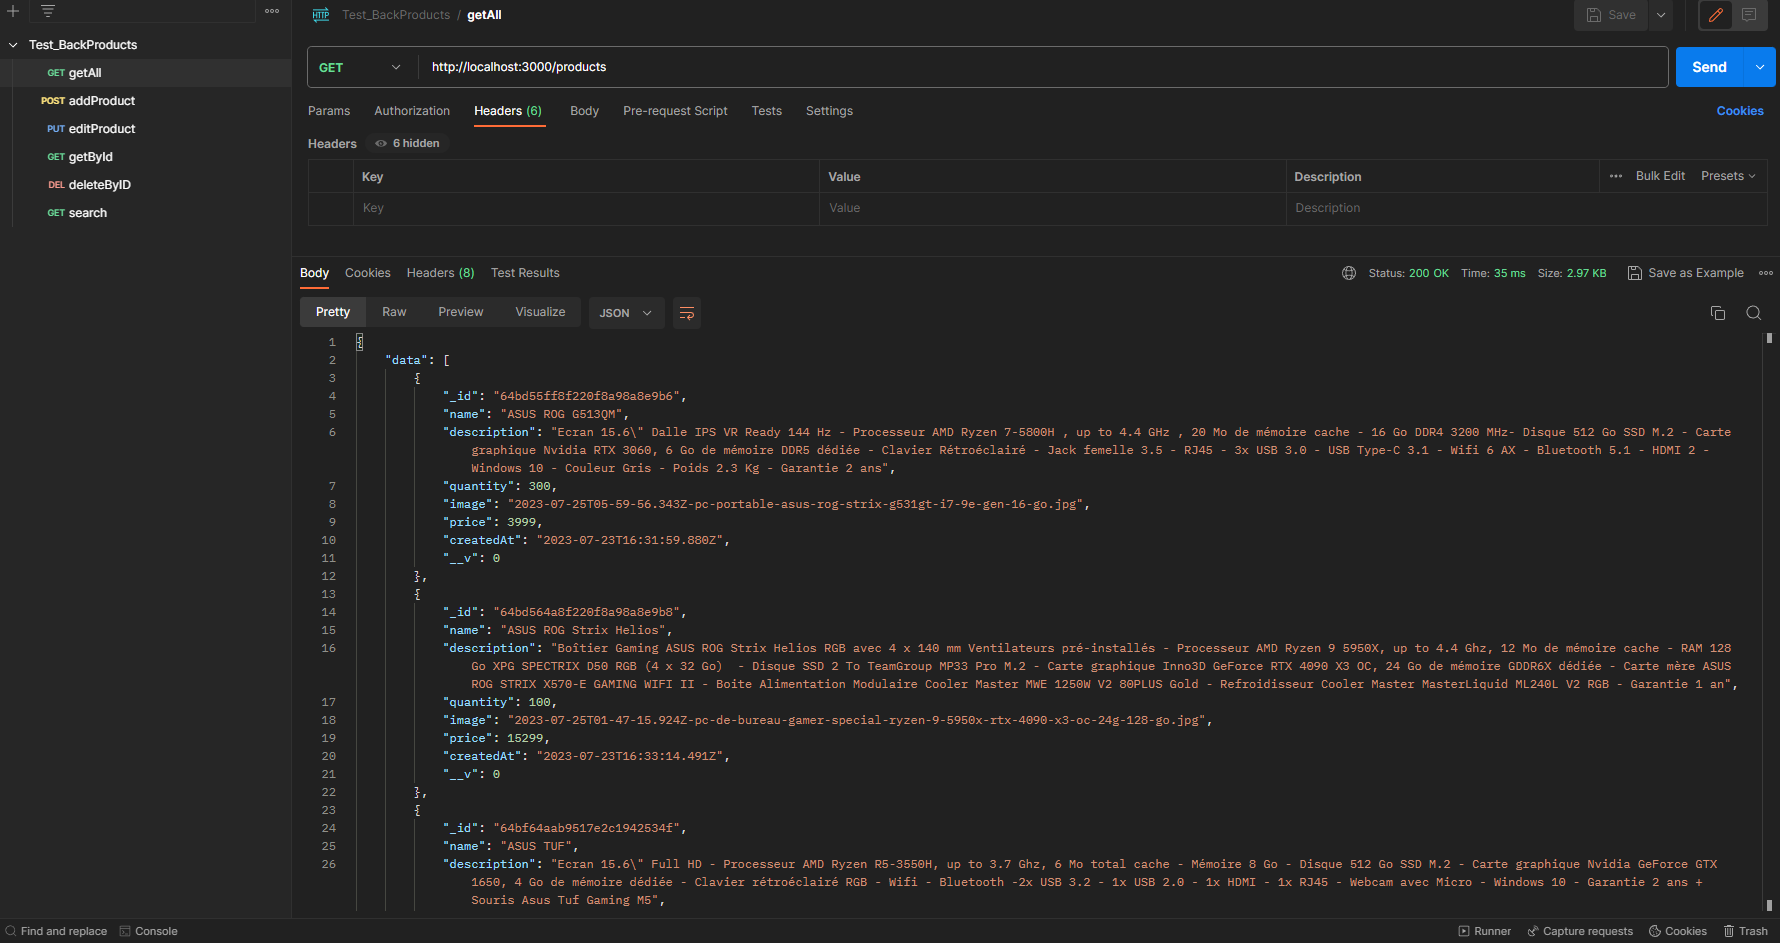 Test_BackProducts / getAll
Save
Test_BackProducts
GET getAll
POST addProduct
PUT editProduct
GET getById
DEL deleteByID
GET search
GET http://localhost:3000/products Send
Params Authorization Headers (6) Body Pre-request Script Tests Settings Cookies
Headers 6 hidden
Key Value Description Bulk Edit Presets
Key Value Description
Body Cookies Headers (8) Test Results Status: 200 OK Time: 35 ms Size: 2.97 KB Save as Example
Pretty Raw Preview Visualize JSON
1 {
2 "data": [
3 {
4 "_id": "64bd55ff8f220f8a98a8e9b6",
5 "name": "ASUS ROG G513QM",
6 "description": "Ecran 15.6\" Dalle IPS VR Ready 144 Hz - Processeur AMD Ryzen 7-5800H , up to 4.4 GHz , 20 Mo de mémoire cache - 16 Go DDR4 3200 MHz- Disque 512 Go SSD M.2 - Carte
graphique Nvidia RTX 3060, 6 Go de mémoire DDR5 dédiée - Clavier Rétroéclairé - Jack femelle 3.5 - RJ45 - 3x USB 3.0 - USB Type-C 3.1 - Wifi 6 AX - Bluetooth 5.1 - HDMI 2 -
Windows 10 - Couleur Gris - Poids 2.3 Kg - Garantie 2 ans",
7 "quantity": 300,
8 "image": "2023-07-25T05-59-56.343Z-pc-portable-asus-rog-strix-g531gt-i7-9e-gen-16-go.jpg",
9 "price": 3999,
10 "createdAt": "2023-07-23T16:31:59.880Z",
11 "__v": 0
12 },
13 {
14 "_id": "64bd564a8f220f8a98a8e9b8",
15 "name": "ASUS ROG Strix Helios",
16 "description": "Boîtier Gaming ASUS ROG Strix Helios RGB avec 4 x 140 mm Ventilateurs pré-installés - Processeur AMD Ryzen 9 5950X, up to 4.4 Ghz, 12 Mo de mémoire cache - RAM 128
Go XPG SPECTRIX D50 RGB (4 x 32 Go)  - Disque SSD 2 To TeamGroup MP33 Pro M.2 - Carte graphique Inno3D GeForce RTX 4090 X3 OC, 24 Go de mémoire GDDR6X dédiée - Carte mère ASUS
ROG STRIX X570-E GAMING WIFI II - Boite Alimentation Modulaire Cooler Master MWE 1250W V2 80PLUS Gold - Refroidisseur Cooler Master MasterLiquid ML240L V2 RGB - Garantie 1 an",
17 "quantity": 100,
18 "image": "2023-07-25T01-47-15.924Z-pc-de-bureau-gamer-special-ryzen-9-5950x-rtx-4090-x3-oc-24g-128-go.jpg",
19 "price": 15299,
20 "createdAt": "2023-07-23T16:33:14.491Z",
21 "__v": 0
22 },
23 {
24 "_id": "64bf64aab9517e2c1942534f",
25 "name": "ASUS TUF",
26 "description": "Ecran 15.6\" Full HD - Processeur AMD Ryzen R5-3550H, up to 3.7 Ghz, 6 Mo total cache - Mémoire 8 Go - Disque 512 Go SSD M.2 - Carte graphique Nvidia GeForce GTX
1650, 4 Go de mémoire dédiée - Clavier rétroéclairé RGB - Wifi - Bluetooth -2x USB 3.2 - 1x USB 2.0 - 1x HDMI - 1x RJ45 - Webcam avec Micro - Windows 10 - Garantie 2 ans +
Souris Asus Tuf Gaming M5",
Find and replace Console Runner Capture requests Cookies Trash